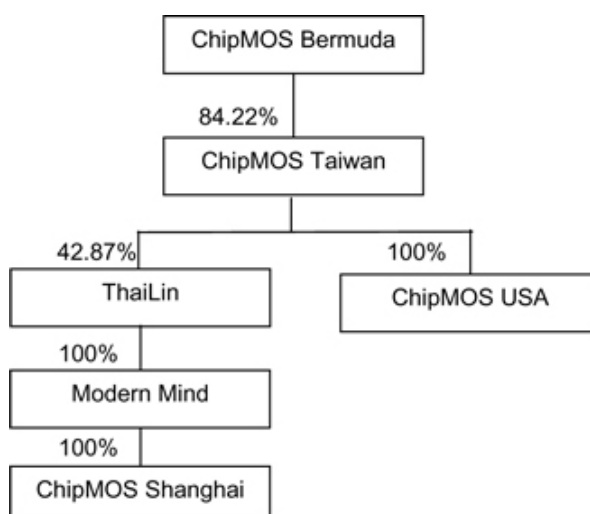 ChipMOS Bermuda
84.22%
ChipMOS Taiwan
42.87%
100%
ThaiLin
ChipMOS USA
100%
Modern Mind
100%
ChipMOS Shanghai